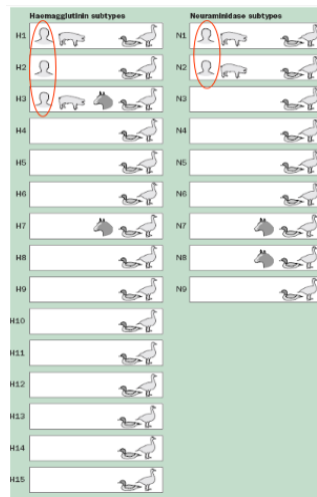 Haemagglutinin subtypes
H1
H2
H3
H4
H5
H6
H7
H8
H9
H10
H11
H12
H13
H14
H15
Neuraminidase subtypes
N1
N2
N3
N4
N5
N6
N7
N8
N9